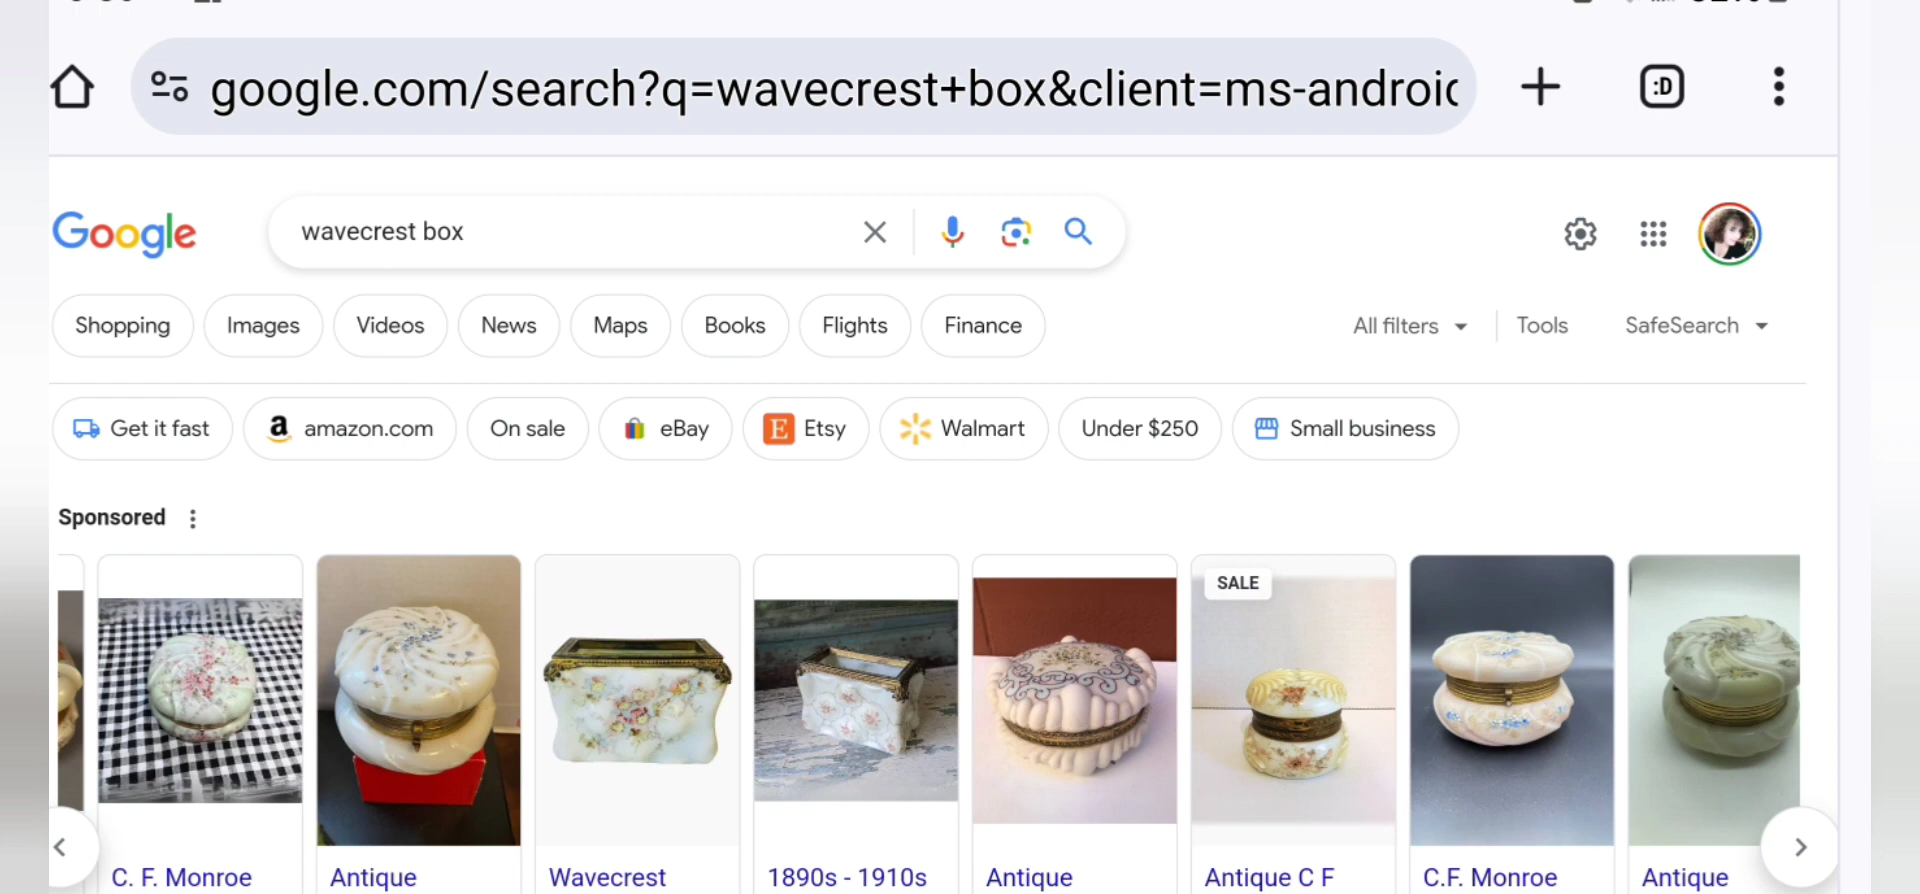 google.com/search?q=wavecrest+box&client=ms-android
:D
Google
wavecrest box
Shopping
Images
Videos
News
Maps
Books
Flights
Finance
All filters
Tools
SafeSearch
Get it fast
a amazon.com
On sale
eBay
E Etsy
Walmart
Under $250
Small business
Sponsored
SALE
C. F. Monroe
Antique
Wavecrest
1890s - 1910s
Antique
Antique C F
C.F. Monroe
Antique